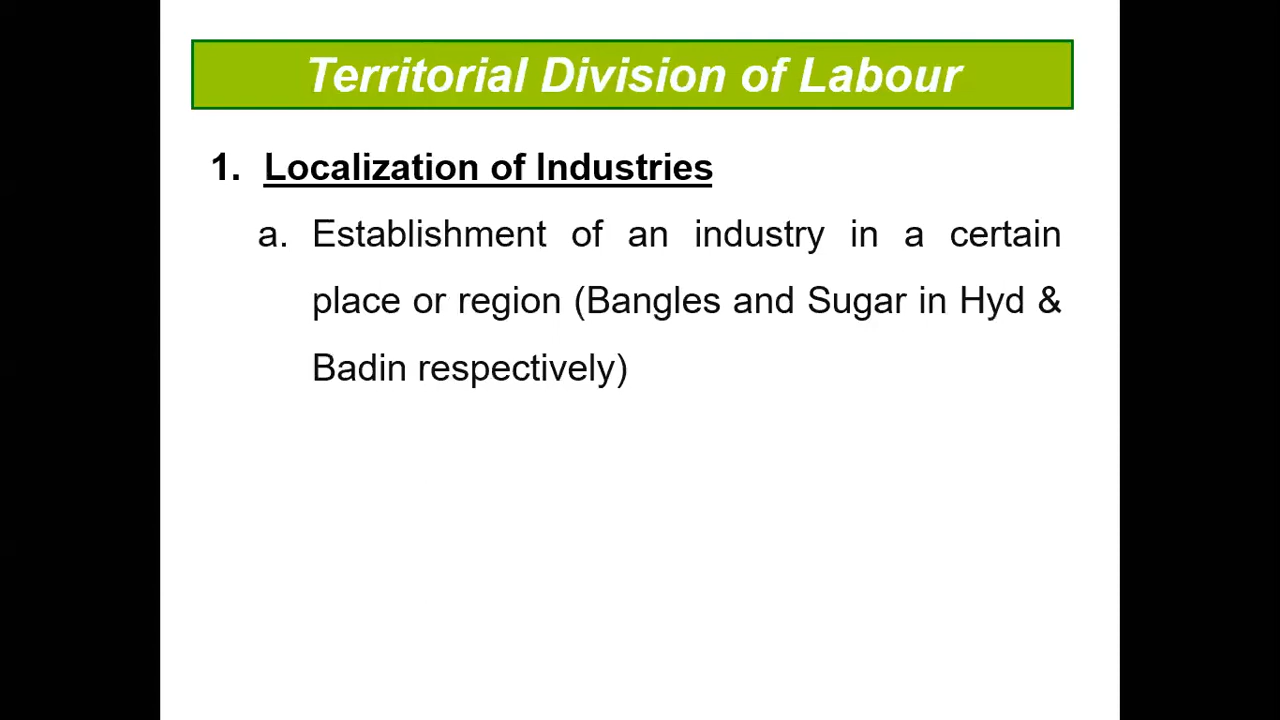 Territorial Division of Labour
1. Localization of Industries
a. Establishment of an industry in a certain
place or region (Bangles and Sugar in Hyd &
Badin respectively)